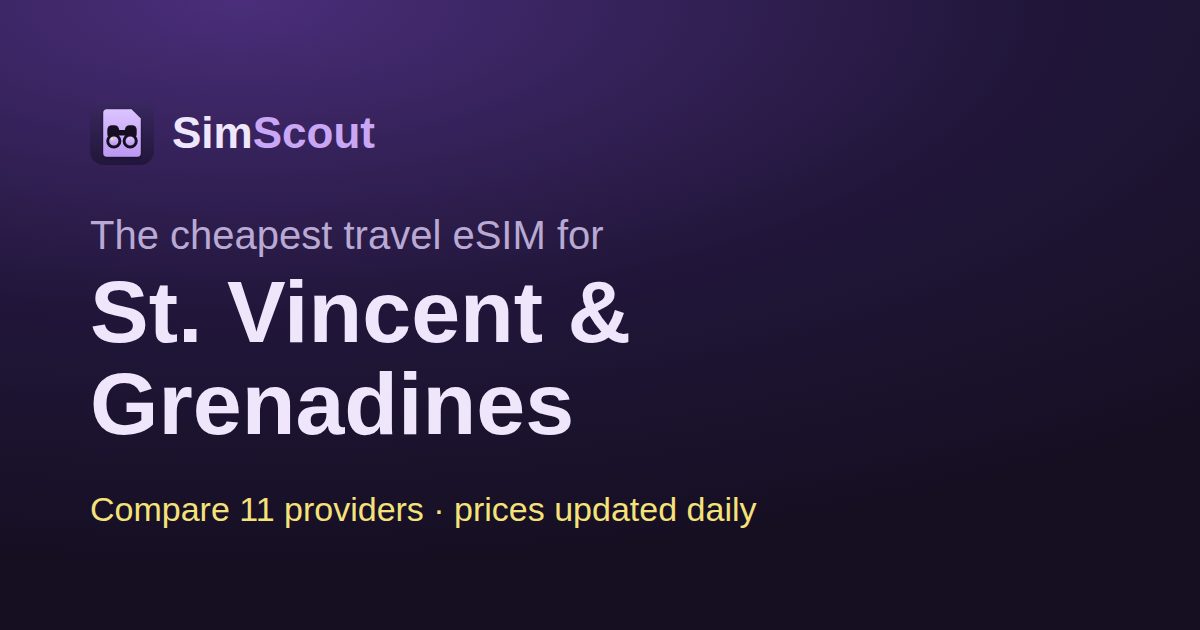 SimScout
The cheapest travel eSIM for
St. Vincent &
Grenadines
Compare 11 providers · prices updated daily